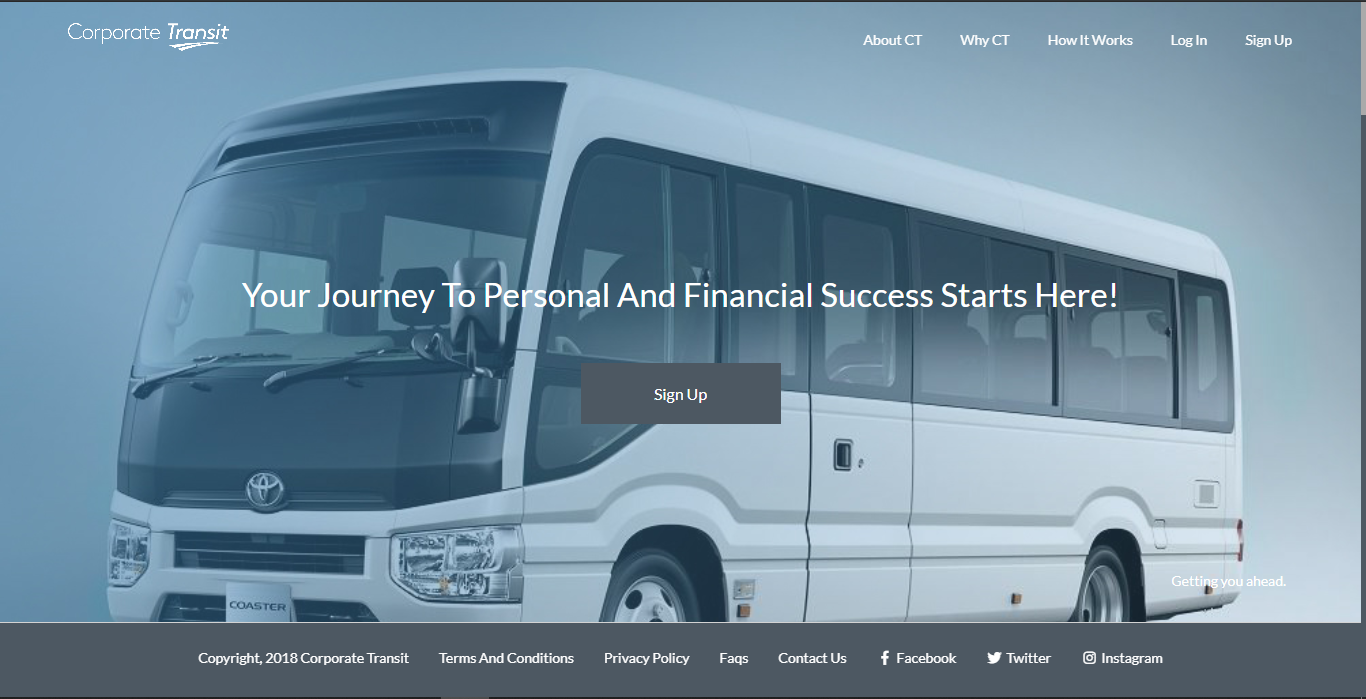 Corporate Transit
About CT Why CT How It Works Log In Sign Up
Your Journey To Personal And Financial Success Starts Here!
Sign Up
COASTER
Getting you ahead.
Copyright, 2018 Corporate Transit Terms And Conditions Privacy Policy Faqs Contact Us Facebook Twitter Instagram